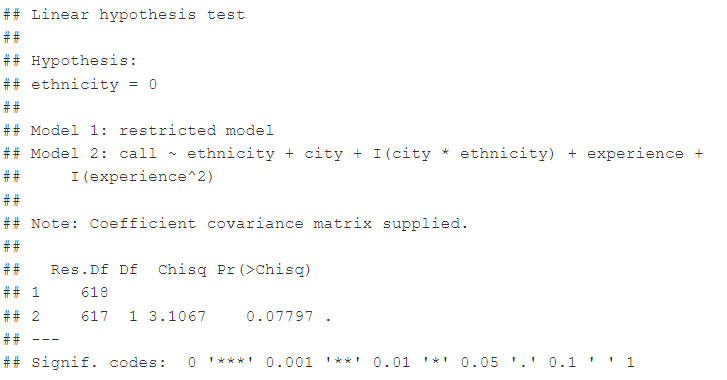 ## Linear hypothesis test
##
## Hypothesis:
## ethnicity = 0
##
## Model 1: restricted model
## Model 2: call ~ ethnicity + city + I(city * ethnicity) + experience +
##     I(experience^2)
##
## Note: Coefficient covariance matrix supplied.
##
##   Res.Df Df  Chisq Pr(>Chisq)
## 1    618
## 2    617  1 3.1067    0.07797 .
## ---
## Signif. codes:  0 '***' 0.001 '**' 0.01 '*' 0.05 '.' 0.1 ' ' 1